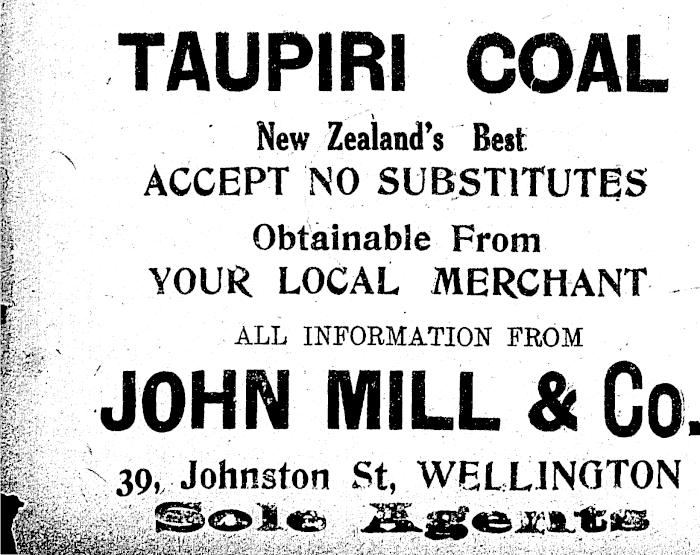 TAUPIRI COAL
New Zealand's Best
ACCEPT NO SUBSTITUTES
Obtainable From
YOUR LOCAL MERCHANT
ALL INFORMATION FROM
JOHN MILL & Co.
39, Johnston St, WELLINGTON
Sole Agents